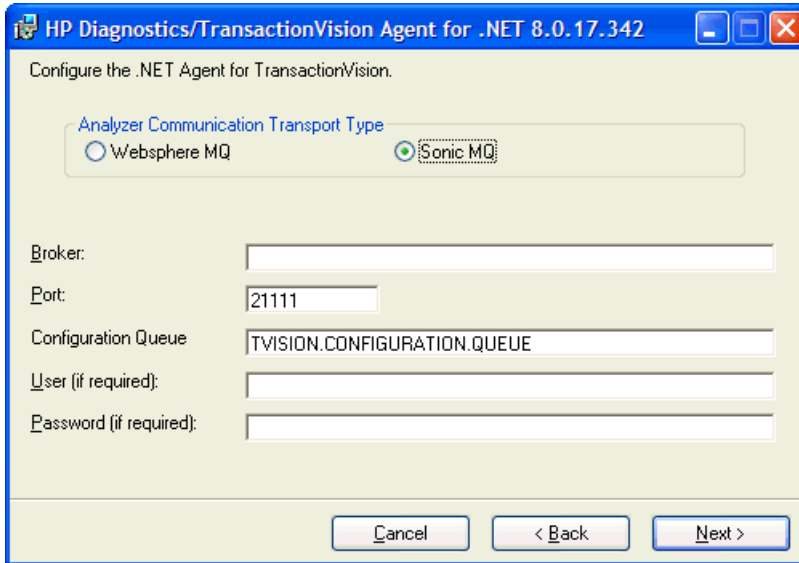 HP Diagnostics/TransactionVision Agent for .NET 8.0.17.342
Configure the .NET Agent for TransactionVision.
Analyzer Communication Transport Type
Websphere MQ Sonic MQ
Broker:
Port: 21111
Configuration Queue TVISION.CONFIGURATION.QUEUE
User (if required):
Password (if required):
Cancel < Back Next >